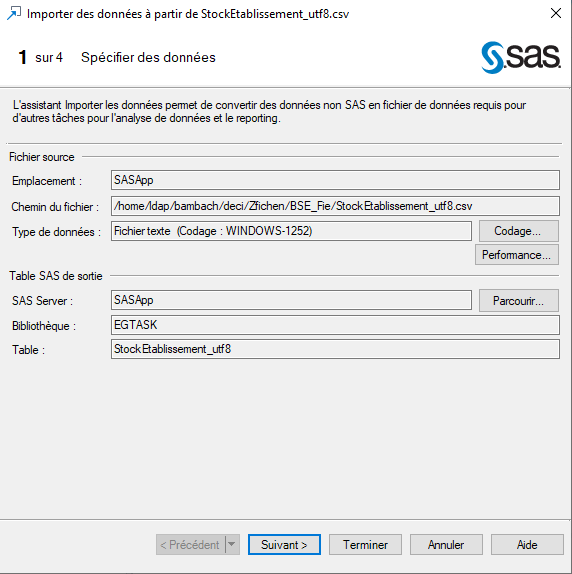 Importer des données à partir de StockEtablissement_utf8.csv
1 sur 4 Spécifier des données
sas.
L'assistant Importer les données permet de convertir des données non SAS en fichier de données requis pour
d'autres tâches pour l'analyse de données et le reporting.
Fichier source
Emplacement : SASApp
Chemin du fichier : /home/ldap/bambach/deci/Zfichen/BSE_Fie/StockEtablissement_utf8.csv
Type de données : Fichier texte (Codage : WINDOWS-1252) Codage...
Performance...
Table SAS de sortie
SAS Server : SASApp Parcourir...
Bibliothèque : EGTASK
Table : StockEtablissement_utf8
< Précédent Suivant > Terminer Annuler Aide